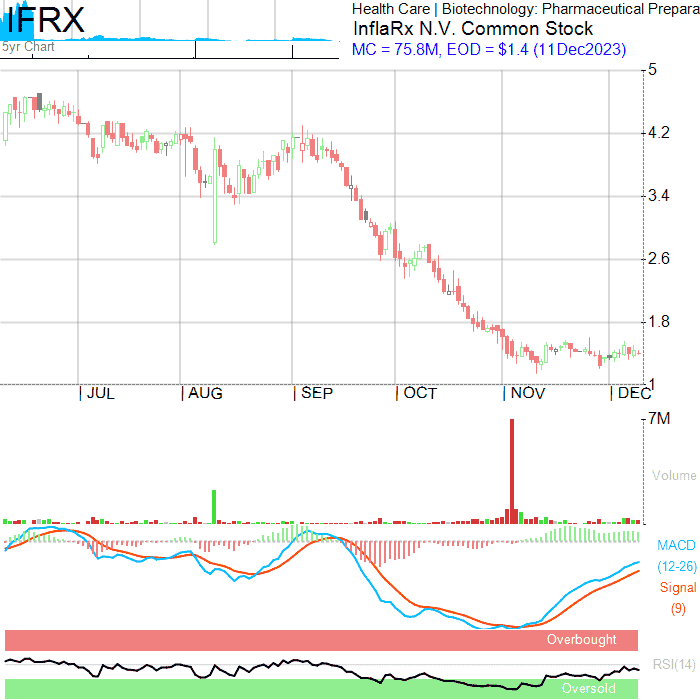 IFRX
5yr Chart
Health Care | Biotechnology: Pharmaceutical Prepara
InflaRx N.V. Common Stock
MC = 75.8M, EOD = $1.4 (11Dec2023)
5
4.2
3.4
2.6
1.8
1
JUL AUG SEP OCT NOV DEC
7M
Volume
MACD
(12-26)
Signal
(9)
Overbought
RSI(14)
Oversold